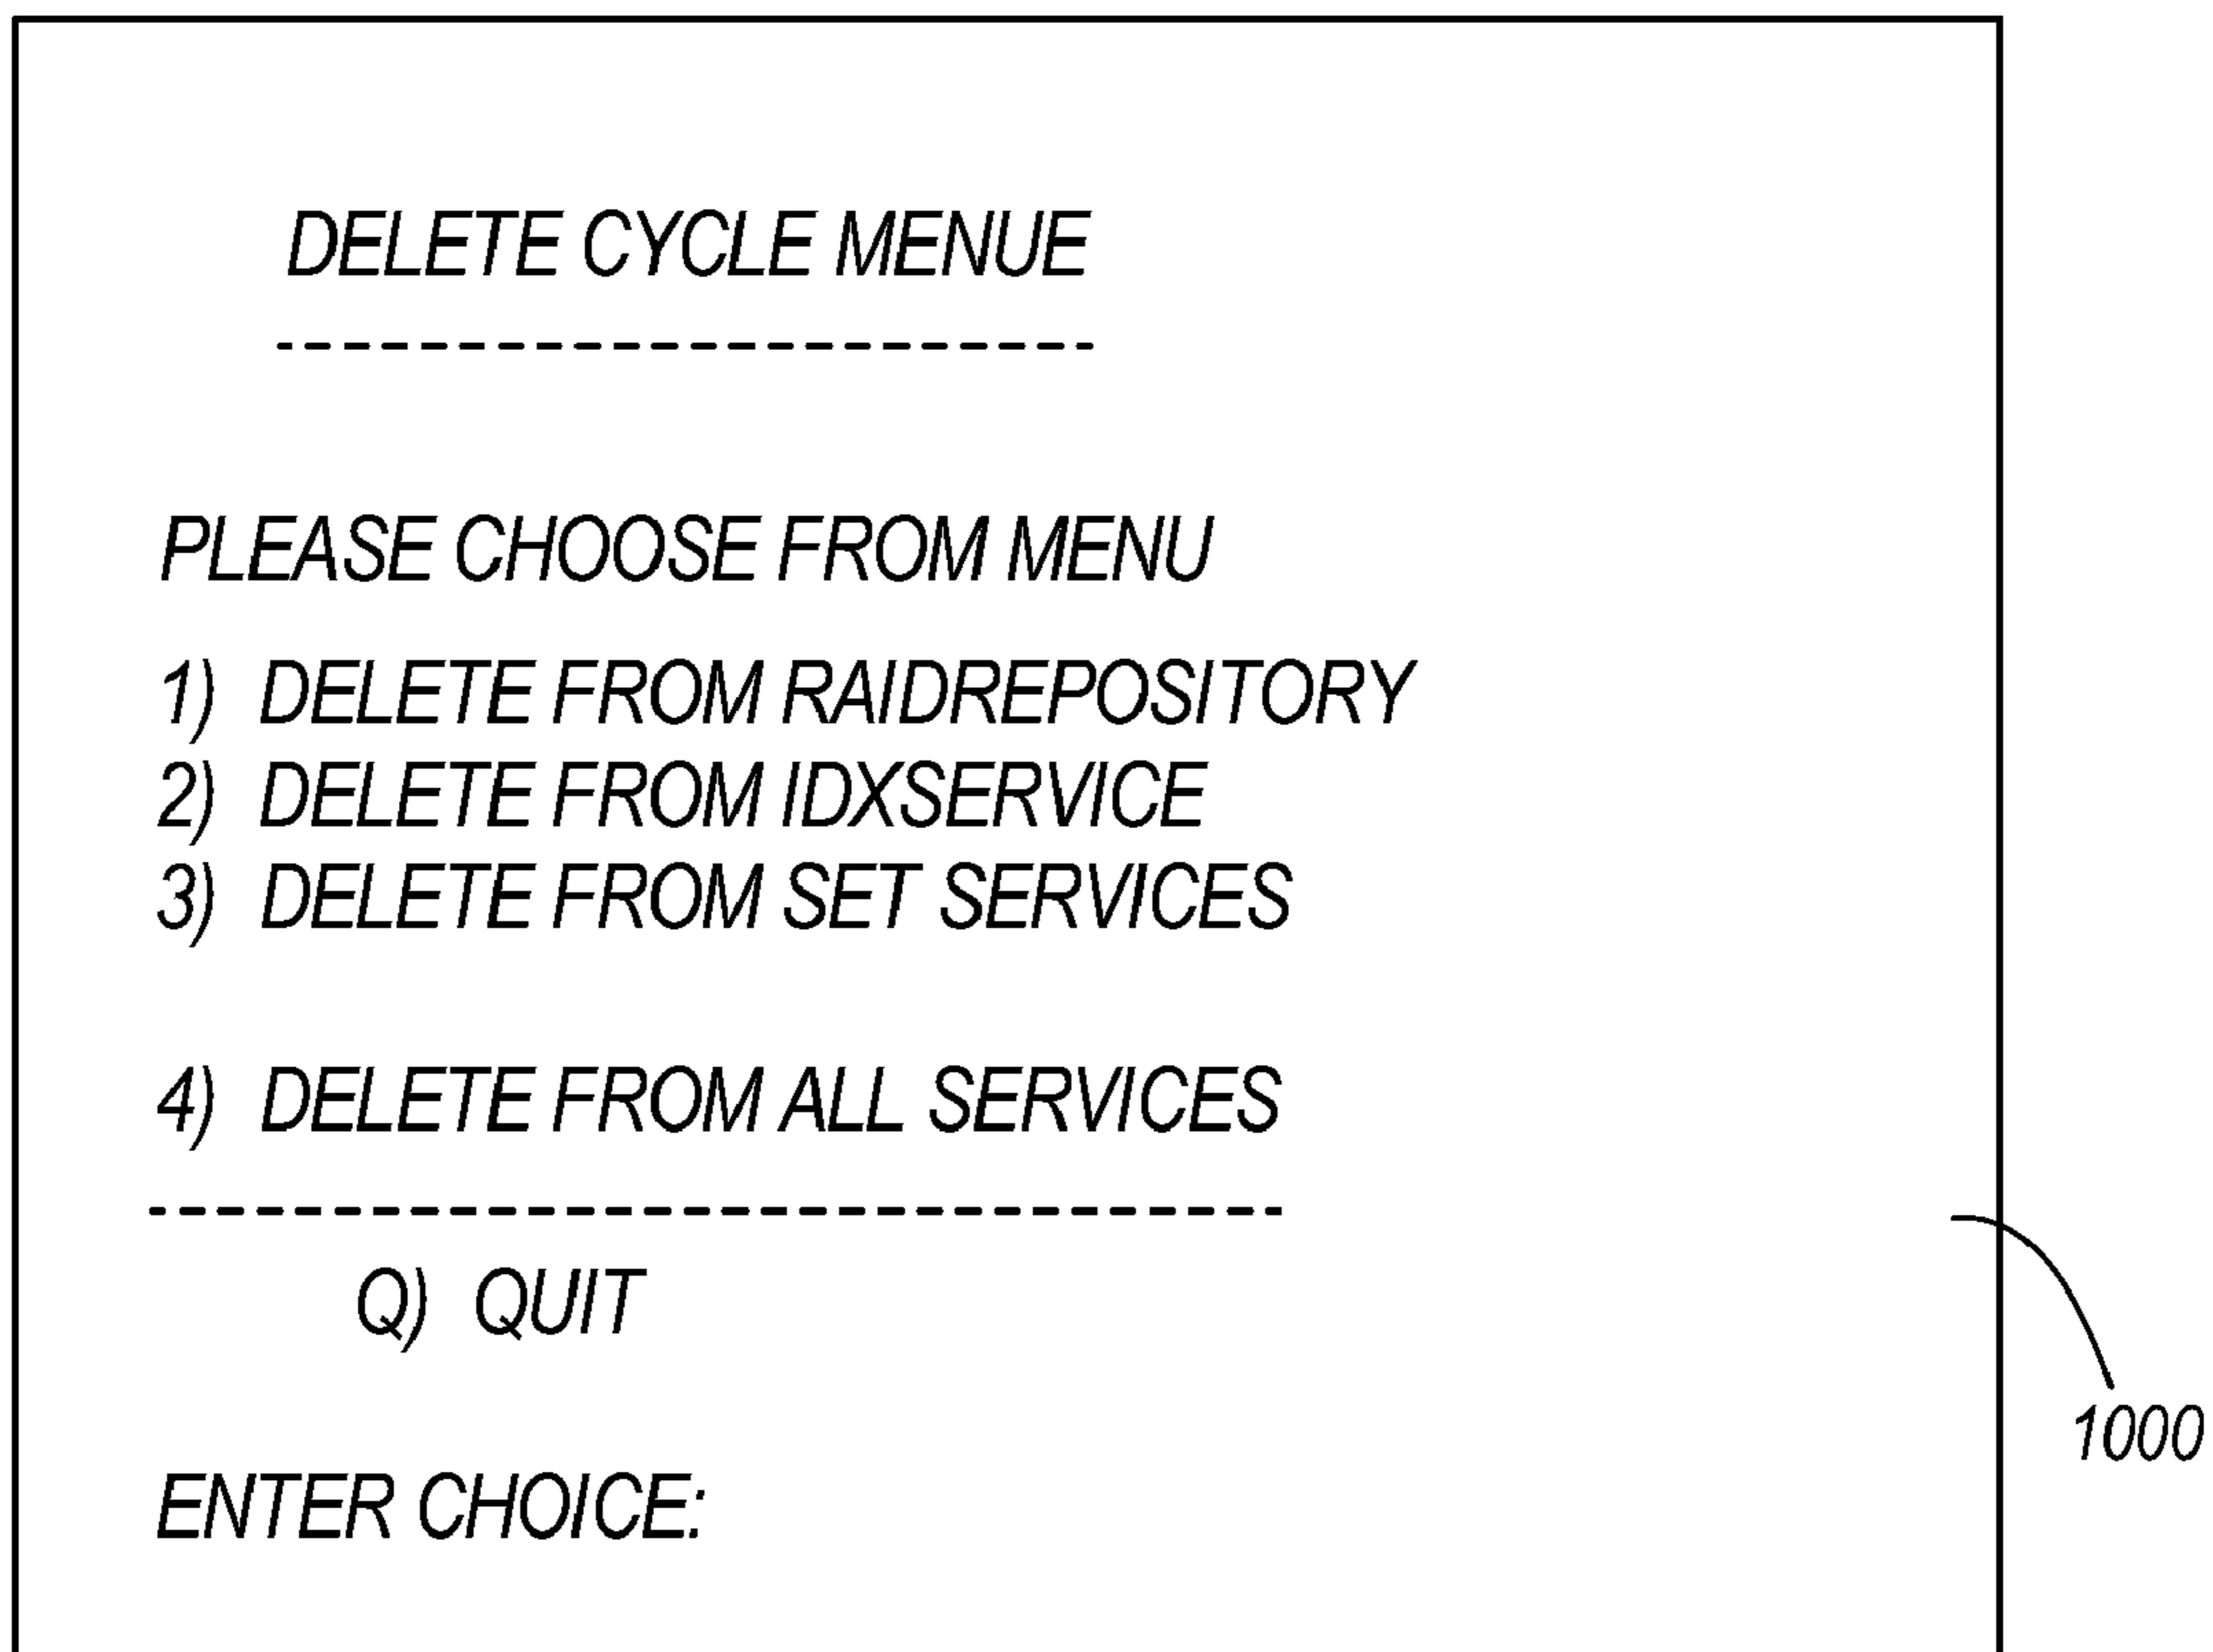 DELETE CYCLE MENUE
---------------------
PLEASE CHOOSE FROM MENU
1) DELETE FROM RAIDREPOSITORY
2) DELETE FROM IDXSERVICE
3) DELETE FROM SET SERVICES
4) DELETE FROM ALL SERVICES
------------------------------
Q) QUIT
1000
ENTER CHOICE: